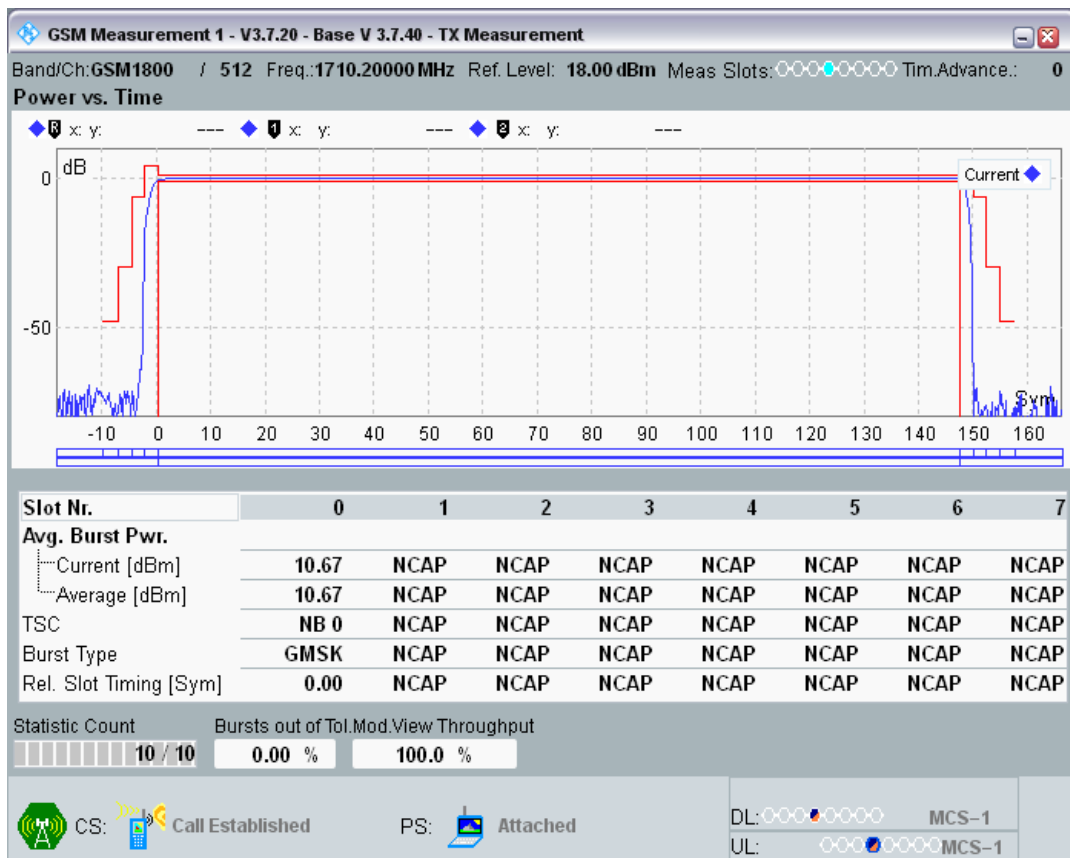 GSM Measurement 1 - V3.7.20 - Base V 3.7.40 - TX Measurement
Band/Ch:GSM1800 / 512 Freq.:1710.20000 MHz Ref. Level: 18.00 dBm Meas Slots: Tim.Advance.: 0
Power vs. Time
R x: y: --- 1 x: y: --- 2 x: y: ---
dB
0
Current
-50
Sym
-10 0 10 20 30 40 50 60 70 80 90 100 110 120 130 140 150 160
Slot Nr. 0 1 2 3 4 5 6 7
Avg. Burst Pwr.
Current [dBm] 10.67 NCAP NCAP NCAP NCAP NCAP NCAP NCAP
Average [dBm] 10.67 NCAP NCAP NCAP NCAP NCAP NCAP NCAP
TSC NB 0 NCAP NCAP NCAP NCAP NCAP NCAP NCAP
Burst Type GMSK NCAP NCAP NCAP NCAP NCAP NCAP NCAP
Rel. Slot Timing [Sym] 0.00 NCAP NCAP NCAP NCAP NCAP NCAP NCAP
Statistic Count Bursts out of Tol.Mod.View Throughput
10 / 10 0.00 % 100.0 %
CS: Call Established PS: Attached
DL: MCS-1
UL: MCS-1